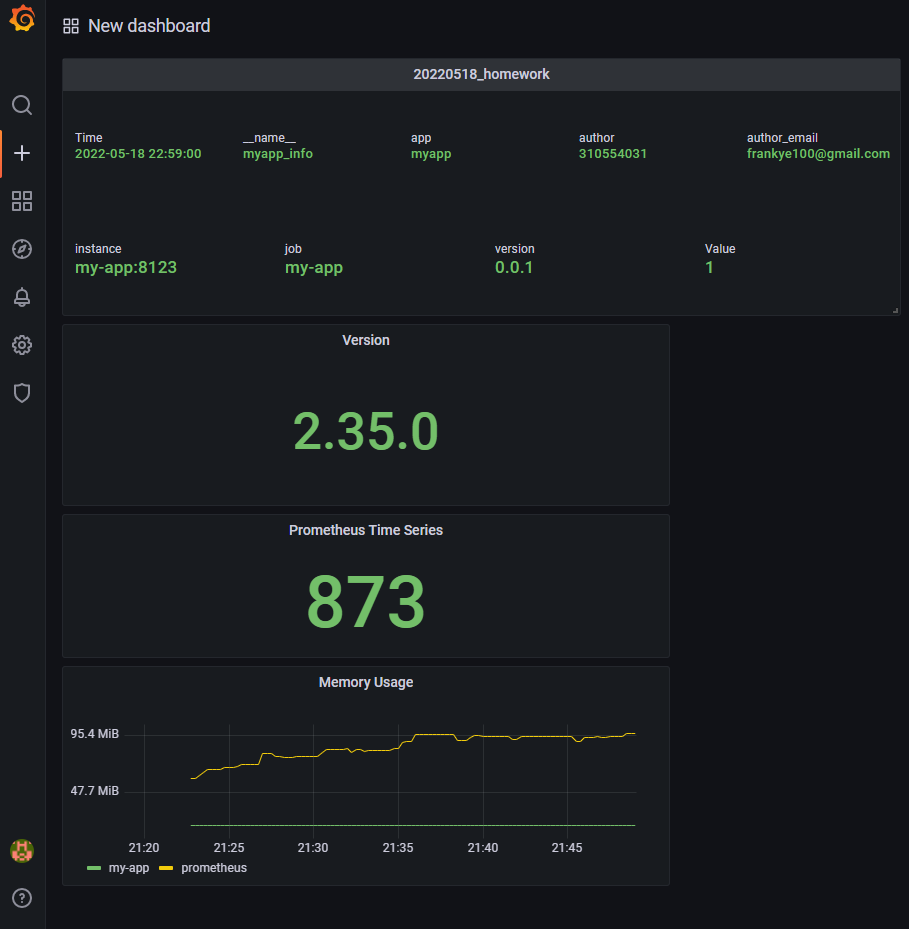 New dashboard
20220518_homework
Time __name__ app author author_email
2022-05-18 22:59:00 myapp_info myapp 310554031 frankye100@gmail.com
instance job version Value
my-app:8123 my-app 0.0.1 1
Version
2.35.0
Prometheus Time Series
873
Memory Usage
95.4 MiB
47.7 MiB
21:20 21:25 21:30 21:35 21:40 21:45
my-app prometheus
?